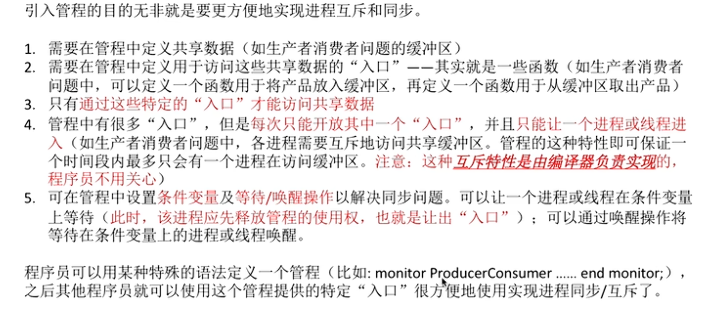 引入管程的目的无非就是要更方便地实现进程互斥和同步。
1. 需要在管程中定义共享数据（如生产者消费者问题的缓冲区）
2. 需要在管程中定义用于访问这些共享数据的“入口”——其实就是一些函数（如生产者消费者
问题中，可以定义一个函数用于将产品放入缓冲区，再定义一个函数用于从缓冲区取出产品）
3. 只有通过这些特定的“入口”才能访问共享数据
4. 管程中有很多“入口”，但是每次只能开放其中一个“入口”，并且只能让一个进程或线程进
入（如生产者消费者问题中，各进程需要互斥地访问共享缓冲区。管程的这种特性即可保证一
个时间段内最多只会有一个进程在访问缓冲区。注意：这种互斥特性是由编译器负责实现的，
程序员不用关心）
5. 可在管程中设置条件变量及等待/唤醒操作以解决同步问题。可以让一个进程或线程在条件变量
上等待（此时，该进程应先释放管程的使用权，也就是让出“入口”）；可以通过唤醒操作将
等待在条件变量上的进程或线程唤醒。
程序员可以用某种特殊的语法定义一个管程（比如: monitor ProducerConsumer …… end monitor;），
之后其他程序员就可以使用这个管程提供的特定“入口”很方便地使用实现进程同步/互斥了。